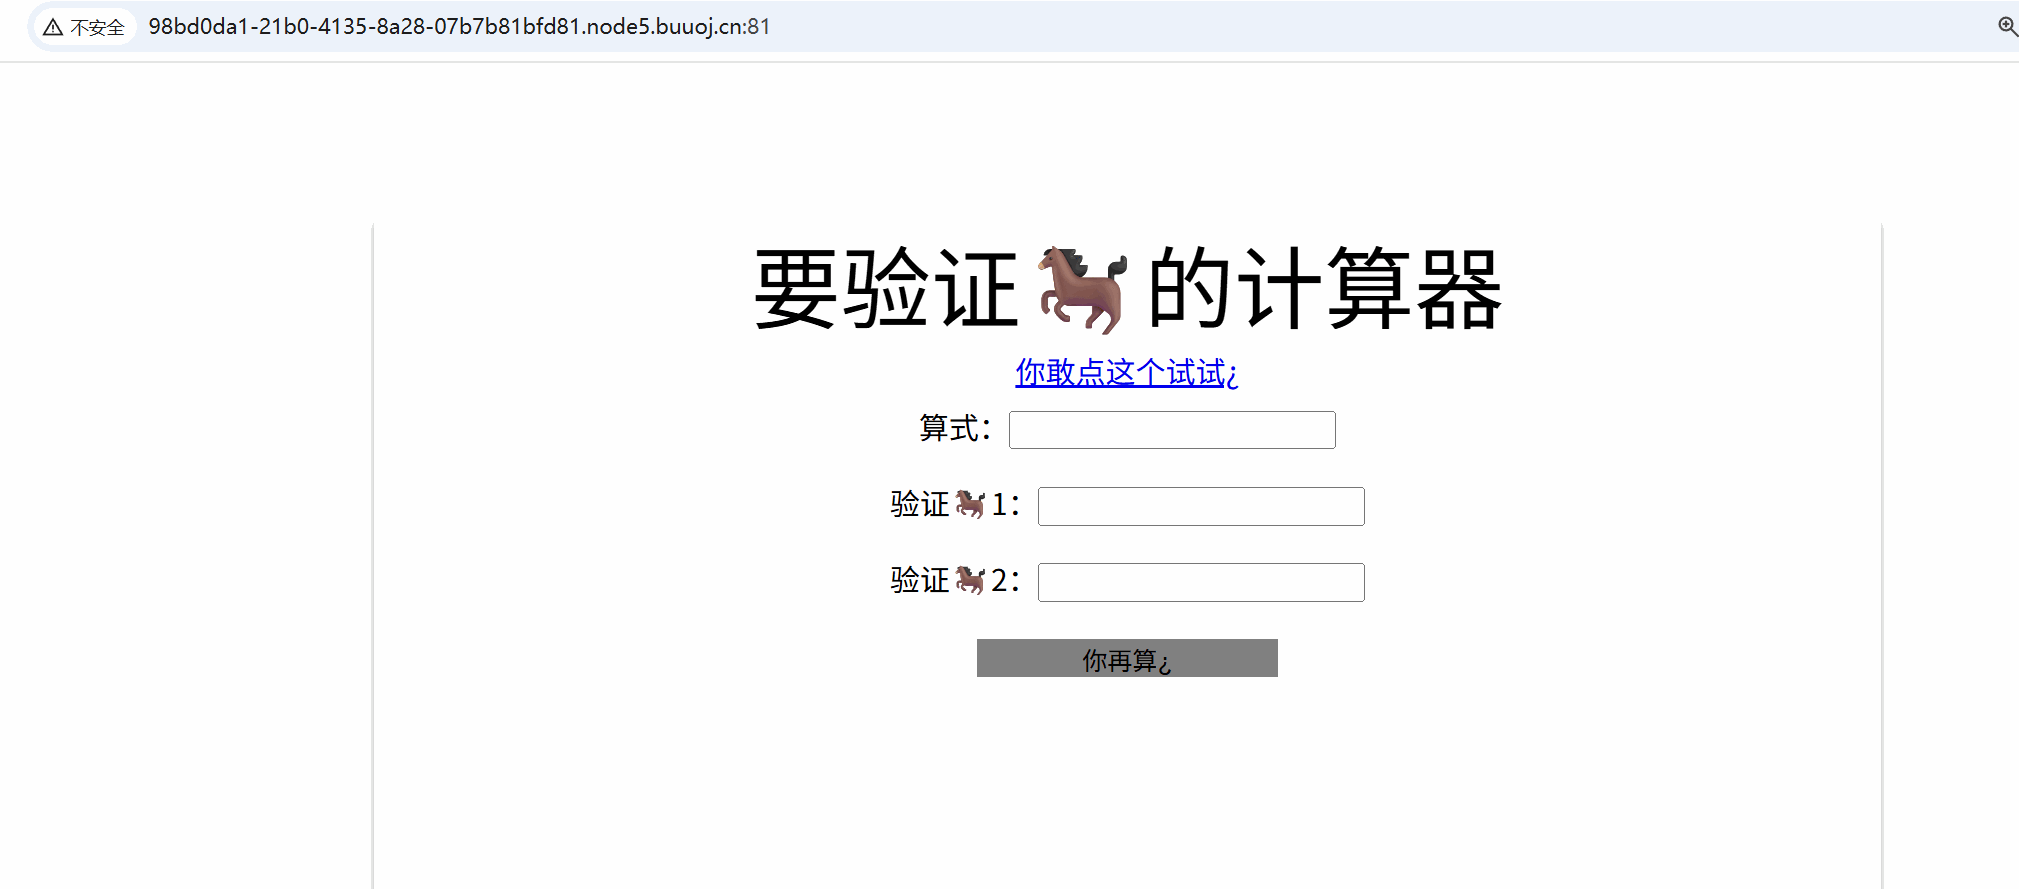 不安全 98bd0da1-21b0-4135-8a28-07b7b81bfd81.node5.buuoj.cn:81
要验证🐎的计算器
你敢点这个试试¿
算式：
验证🐎1：
验证🐎2：
你再算¿